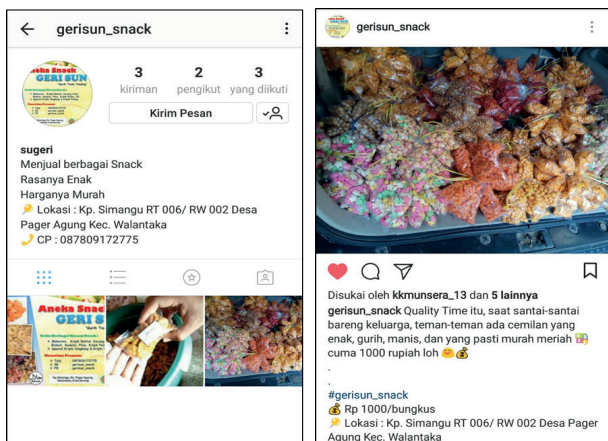 gerisun_snack
Aneka Snack
GERI SUN
3
2
3
kiriman
pengikut
yang diikuti
Kirim Pesan
sugeri
Menjual berbagai Snack
Rasanya Enak
Harganya Murah
Lokasi : Kp. Simangu RT 006/ RW 002 Desa
Pager Agung Kec. Walantaka
CP : 087809172775
Aneka Snac
GERI S
gerisun_snack
Disukai oleh kkmunsera_13 dan 5 lainnya
gerisun_snack Quality Time itu, saat santai-santai
bareng keluarga, teman-teman ada cemilan yang
enak, gurih, manis, dan yang pasti murah meriah
cuma 1000 rupiah loh
.
.
#gerisun_snack
Rp 1000/bungkus
Lokasi : Kp. Simangu RT 006/ RW 002 Desa Pager
Agung Kec. Walantaka